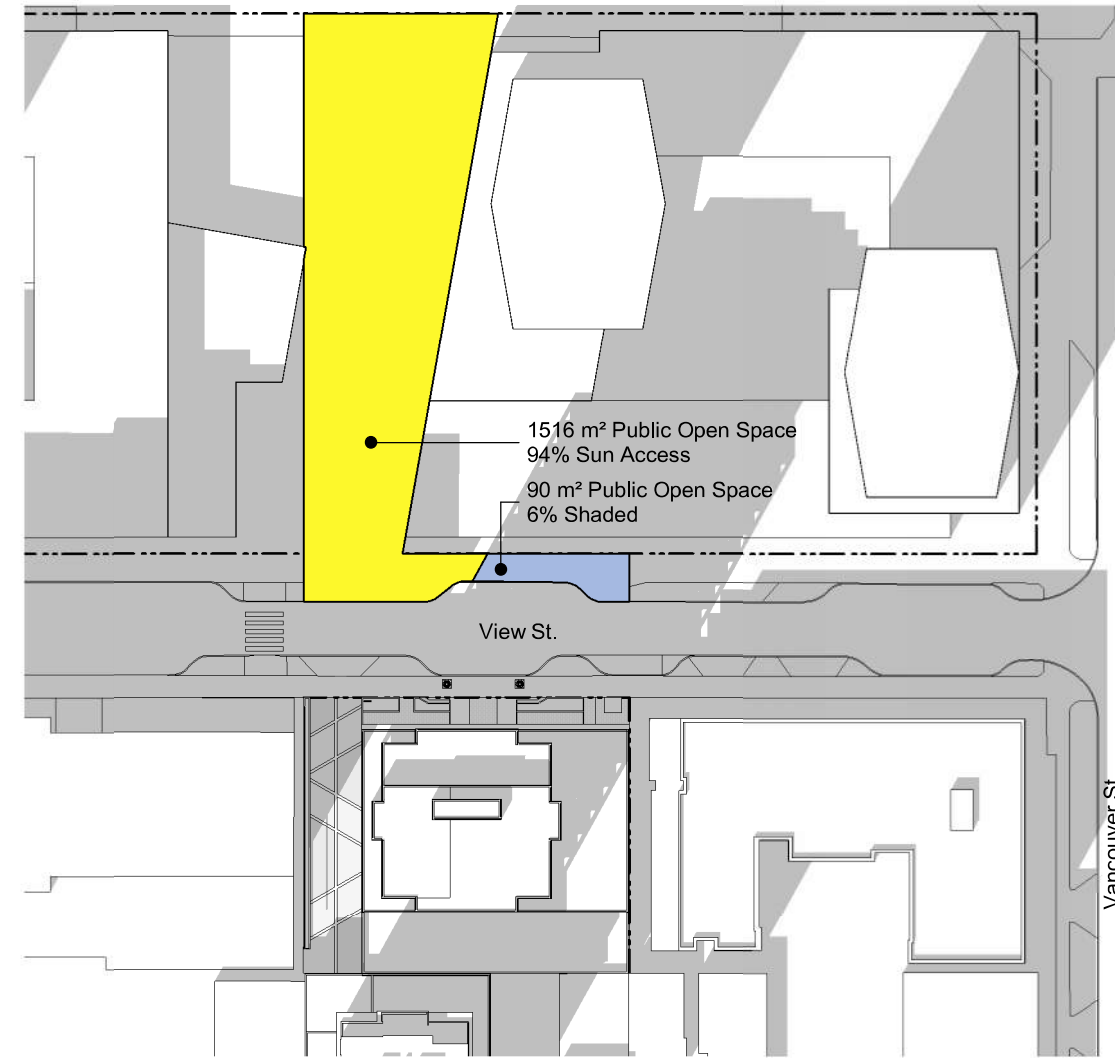 1516 m² Public Open Space
94% Sun Access
90 m² Public Open Space
6% Shaded
View St.
Vancouver St.